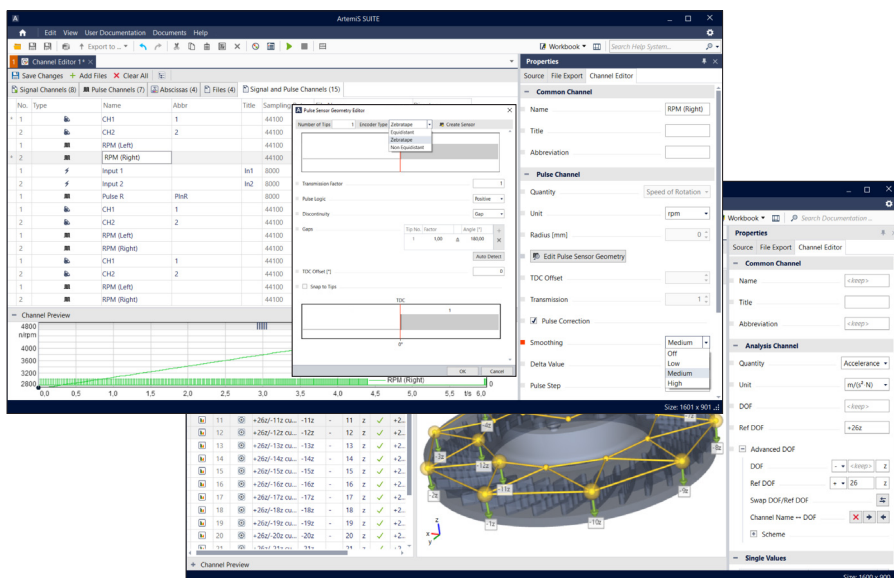 ArtemiS SUITE
Edit View User Documentation Documents Help
Export to ... Workbook Search Help System...
1 Channel Editor 1*
Save Changes + Add Files Clear All
Signal Channels (8) Pulse Channels (7) Abscissas (4) Files (4) Signal and Pulse Channels (15)
No. Type Name Abbr Title Sampling
1 CH1 1 44100
2 CH2 2 44100
1 RPM (Left) 44100
2 RPM (Right) 44100
1 Input 1 In1 8000
2 Input 2 In2 8000
1 Pulse R PlnR 8000
1 CH1 1 44100
2 CH2 2 44100
1 RPM (Left) 44100
2 RPM (Right) 44100
1 CH1 1 44100
2 CH2 2 44100
1 RPM (Left) 44100
2 RPM (Right) 44100
Channel Preview
4800
n/rpm
4000
3600
3200
2800
RPM (Right)
0
0,0 0,5 1,0 1,5 2,0 2,5 3,0 3,5 4,0 4,5 5,0 5,5 t/s 6,0
Pulse Sensor Geometry Editor
Number of Tips 1 Encoder Type Zebratape Create Sensor
Equidistant
Zebratape
Non Equidistant
Transmission Factor 1
Pulse Logic Positive
Discontinuity Gap
Gaps Tip No. Factor Angle [°]
1 1,00 180,00
Auto Detect
TDC Offset [°] 0
Snap to Tips
TDC
1
0°
OK Cancel
Properties
Source File Export Channel Editor
Common Channel
Name RPM (Right)
Title
Abbreviation
Pulse Channel
Quantity Speed of Rotation
Unit rpm
Radius [mm] 0
Edit Pulse Sensor Geometry
TDC Offset
Transmission 1
Pulse Correction
Smoothing Medium
Off
Low
Delta Value Medium
High
Pulse Step
Size: 1601 x 901
Workbook Search Documentation...
Properties
Source File Export Channel Editor
Common Channel
Name <keep>
Title
Abbreviation <keep>
Analysis Channel
Quantity Accelerance
Unit m/(s²·N)
DOF <keep>
Ref DOF +26z
Advanced DOF
DOF - <keep> z
Ref DOF + 26 z
Swap DOF/Ref DOF
Channel Name ↔ DOF
Scheme
Single Values
11 +26z/-11z cu... -11z - 11 z ✓ +2...
12 +26z/-12z cu... -12z - 12 z ✓ +2...
13 +26z/-13z cu... -13z - 13 z ✓ +2...
14 +26z/-14z cu... -14z - 14 z ✓ +2...
15 +26z/-15z cu... -15z - 15 z ✓ +2...
16 +26z/-16z cu... -16z - 16 z ✓ +2...
17 +26z/-17z cu... -17z - 17 z ✓ +2...
18 +26z/-18z cu... -18z - 18 z ✓ +2...
19 +26z/-19z cu... -19z - 19 z ✓ +2...
20 +26z/-20z cu... -20z - 20 z ✓ +2...
-4z
-3z
-12z
-11z
-2z
-1z
-10z
-9z
-8z
z
x
y
+ Channel Preview
Size: 1600 x 900